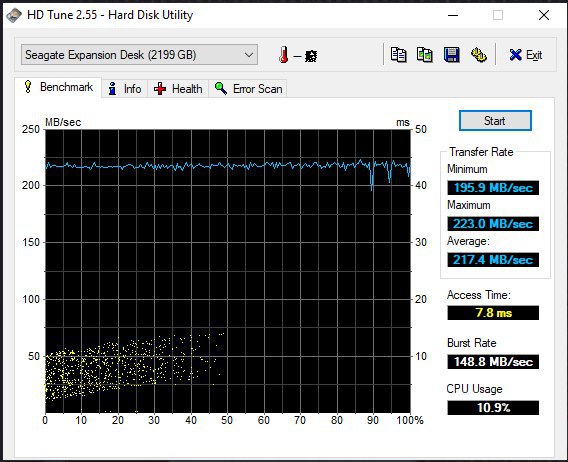 HD Tune 2.55 - Hard Disk Utility
Seagate Expansion Desk (2199 GB)
– Exit
Benchmark Info Health Error Scan
MB/sec ms
250 50
200 40
150 30
100 20
50 10
0 10 20 30 40 50 60 70 80 90 100%
Start
Transfer Rate
Minimum
195.9 MB/sec
Maximum
223.0 MB/sec
Average:
217.4 MB/sec
Access Time:
7.8 ms
Burst Rate
148.8 MB/sec
CPU Usage
10.9%